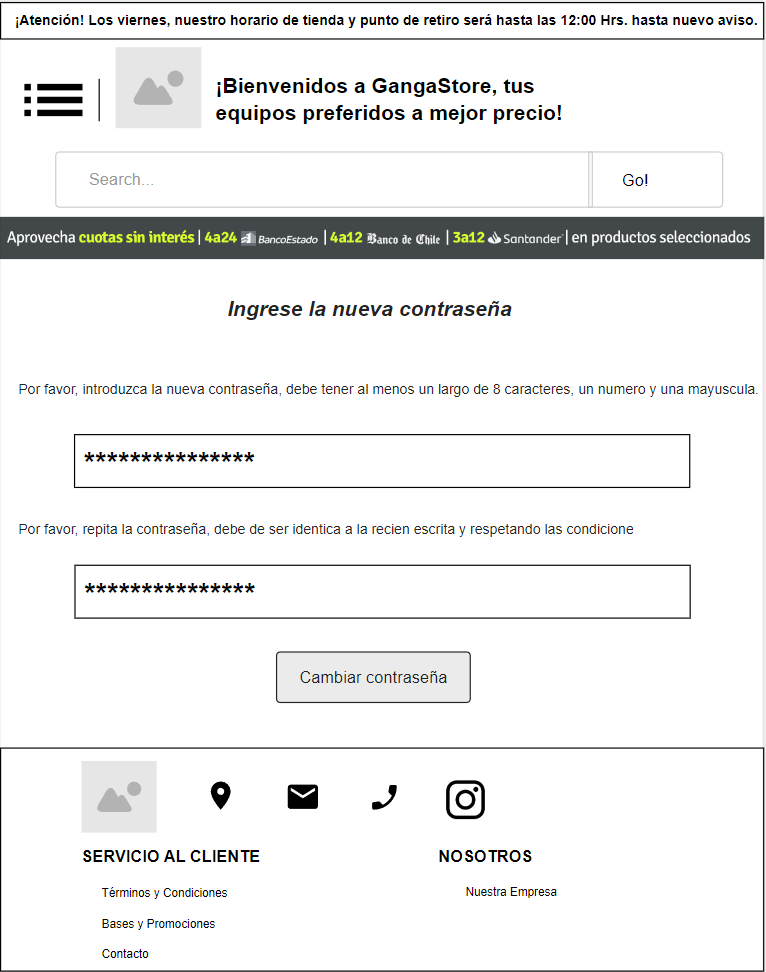 ¡Atención! Los viernes, nuestro horario de tienda y punto de retiro será hasta las 12:00 Hrs. hasta nuevo aviso.
¡Bienvenidos a GangaStore, tus
equipos preferidos a mejor precio!
Search... Go!
Aprovecha cuotas sin interés | 4a24 BancoEstado | 4a12 Banco de Chile | 3a12 Santander | en productos seleccionados
Ingrese la nueva contraseña
Por favor, introduzca la nueva contraseña, debe tener al menos un largo de 8 caracteres, un numero y una mayuscula.
***************
Por favor, repita la contraseña, debe de ser identica a la recien escrita y respetando las condicione
***************
Cambiar contraseña
SERVICIO AL CLIENTE NOSOTROS
Términos y Condiciones Nuestra Empresa
Bases y Promociones
Contacto